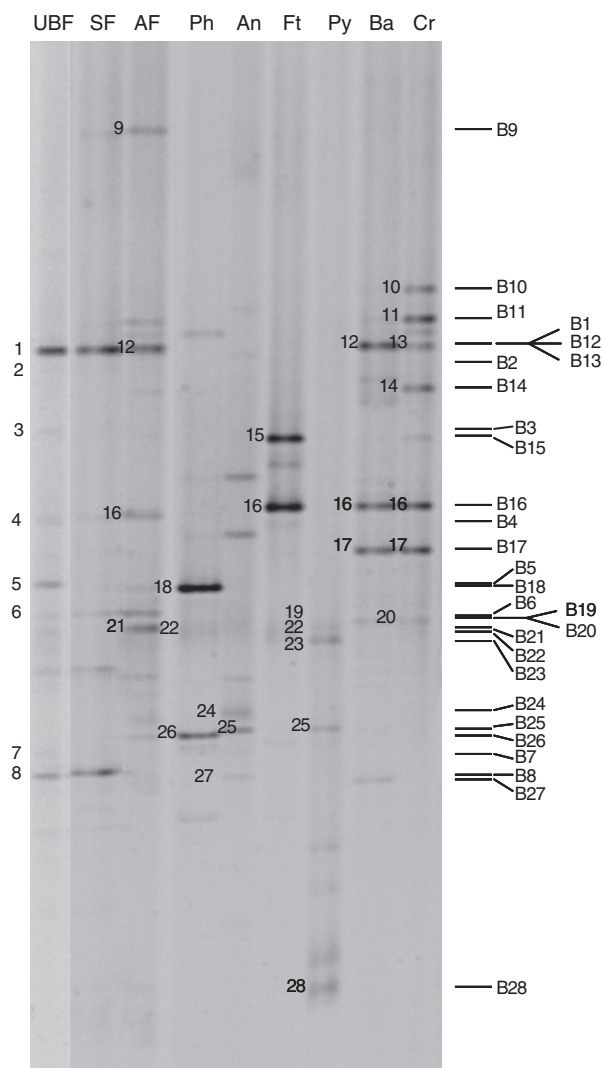 UBF SF AF Ph An Ft Py Ba Cr
9 B9
10 B10
11 B11
B1
1 12 12 13 B12
B13
2 B2
14 B14
3 B3
15 B15
16 16 16 16 B16
4 B4
17 17 B17
5 B5
18 B18
6 19 B6 B19
20 B20
21 22 22 B21
B22
23 B23
24 B24
25 25 B25
26 B26
7 B7
8 B8
27 B27
28 B28